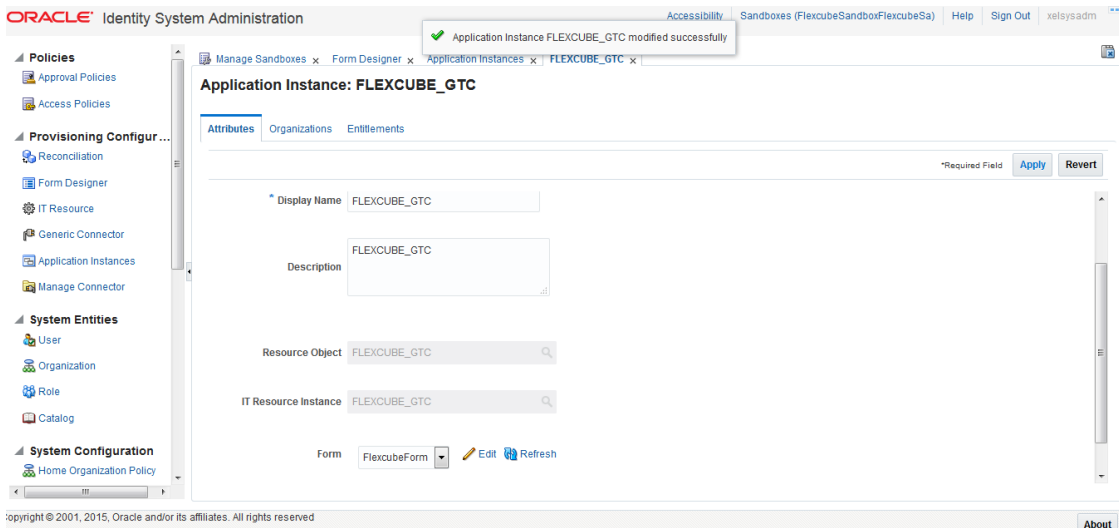 ORACLE Identity System Administration
Accessibility Sandboxes (FlexcubeSandboxFlexcubeSa) Help Sign Out xelsysadm
Application Instance FLEXCUBE_GTC modified successfully
Policies
Approval Policies
Access Policies
Provisioning Configur...
Reconciliation
Form Designer
IT Resource
Generic Connector
Application Instances
Manage Connector
System Entities
User
Organization
Role
Catalog
System Configuration
Home Organization Policy
Manage Sandboxes x Form Designer x Application Instances x FLEXCUBE_GTC x
Application Instance: FLEXCUBE_GTC
Attributes Organizations Entitlements
*Required Field Apply Revert
* Display Name FLEXCUBE_GTC
Description FLEXCUBE_GTC
Resource Object FLEXCUBE_GTC
IT Resource Instance FLEXCUBE_GTC
Form FlexcubeForm Edit Refresh
opyright © 2001, 2015, Oracle and/or its affiliates. All rights reserved
About